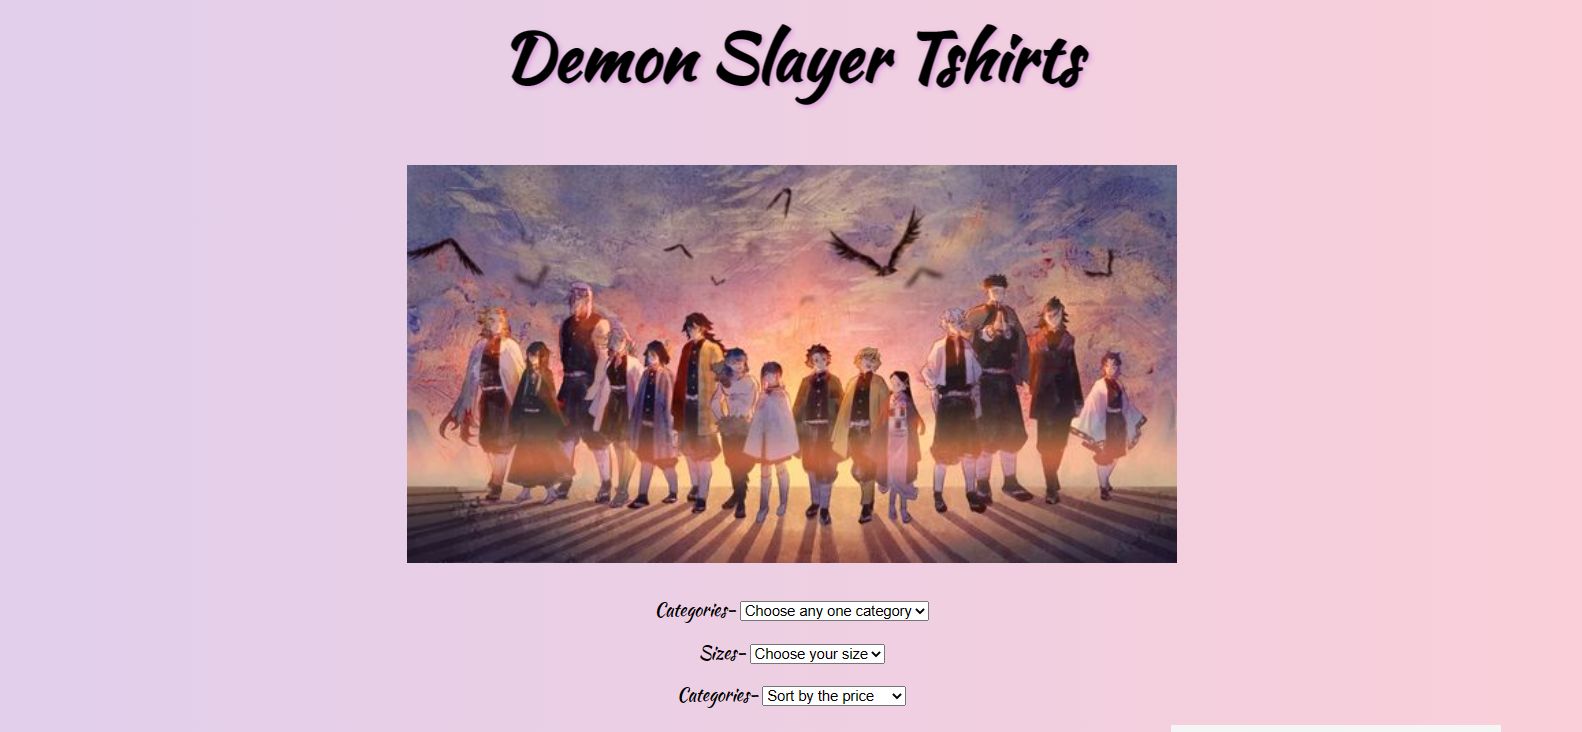 Demon Slayer Tshirts
Categories- Choose any one category
Sizes- Choose your size
Categories- Sort by the price